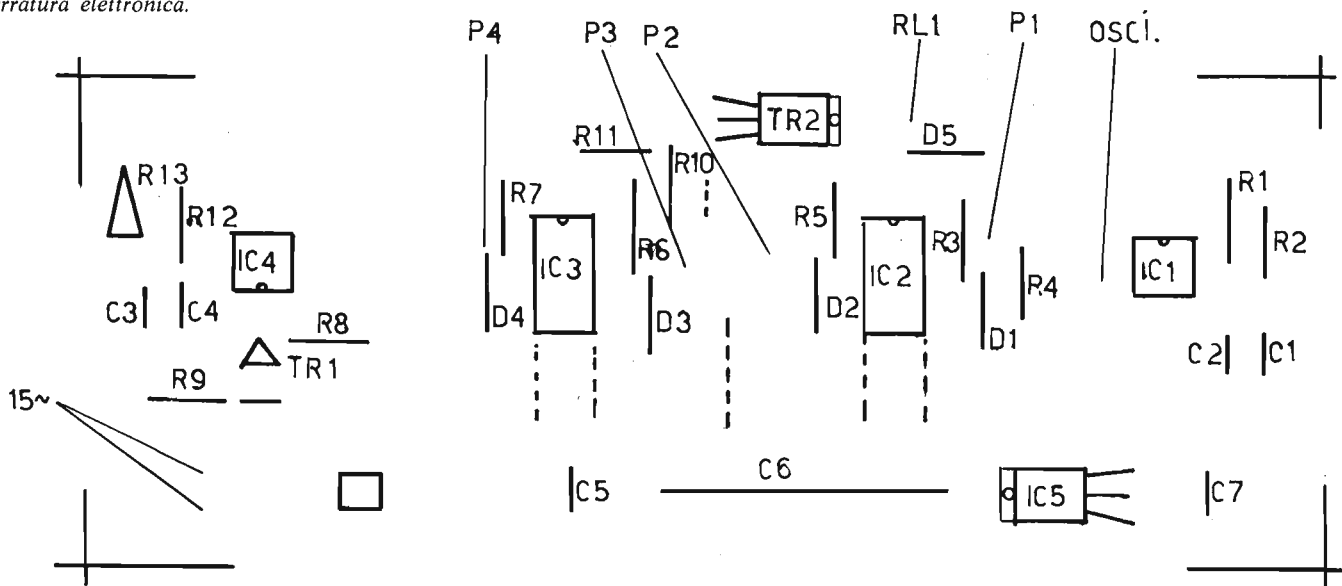 rratura elettronica.
P4
P3
P2
RL1
P1
OSCI.
TR2
R11
D5
R13
R10
R7
R12
R5
R3
R1
R2
IC4
IC3
R6
IC2
IC1
R4
C3
C4
D4
D3
D2
D1
R8
TR1
C2
C1
R9
15~
C5
C6
IC5
C7